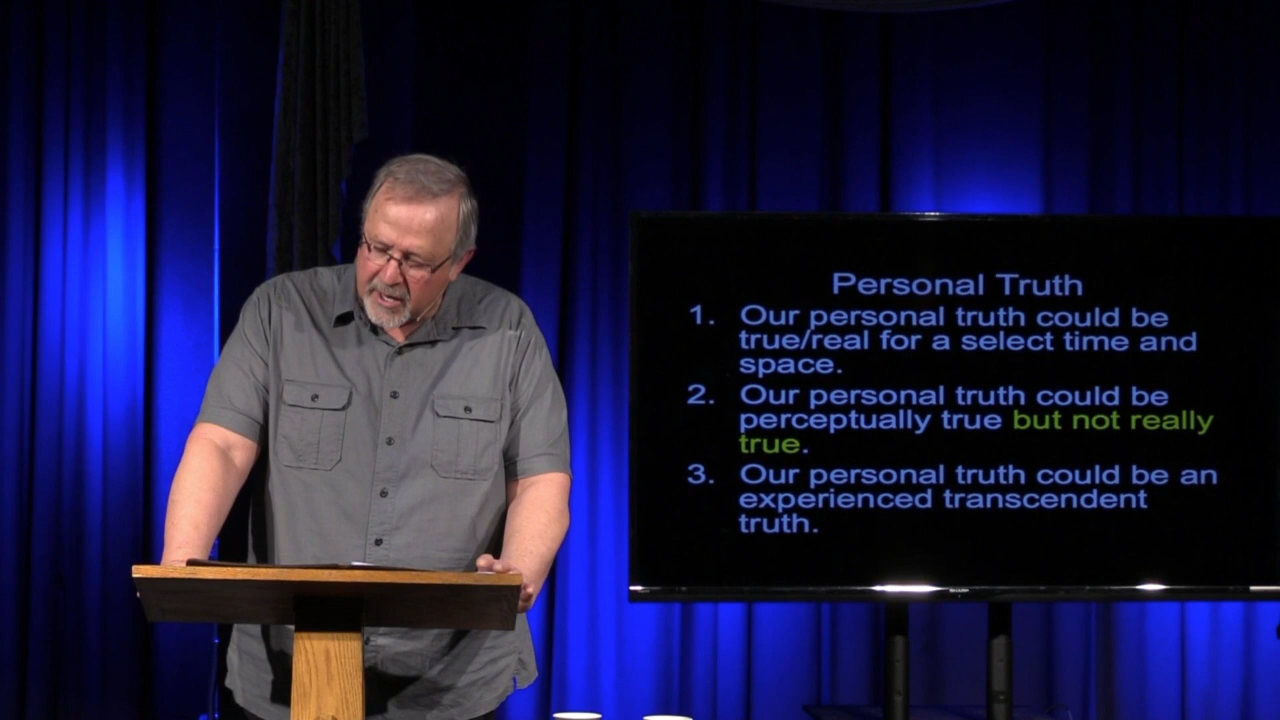 Personal Truth
1. Our personal truth could be
true/real for a select time and
space.
2. Our personal truth could be
perceptually true but not really
true.
3. Our personal truth could be an
experienced transcendent
truth.